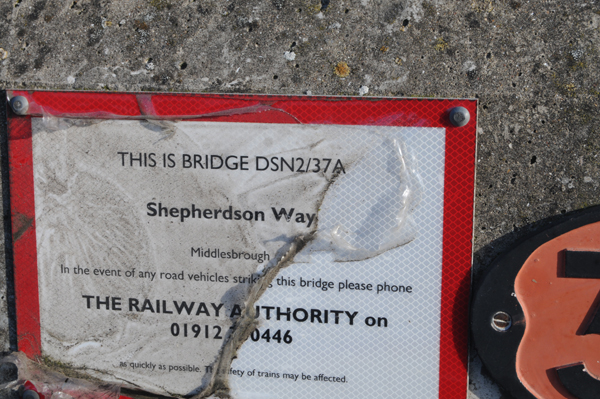 THIS IS BRIDGE DSN2/37A
Shepherdson Way
Middlesbrough
In the event of any road vehicles striking this bridge please phone
THE RAILWAY AUTHORITY on
01912 0446
as quickly as possible. The safety of trains may be affected.